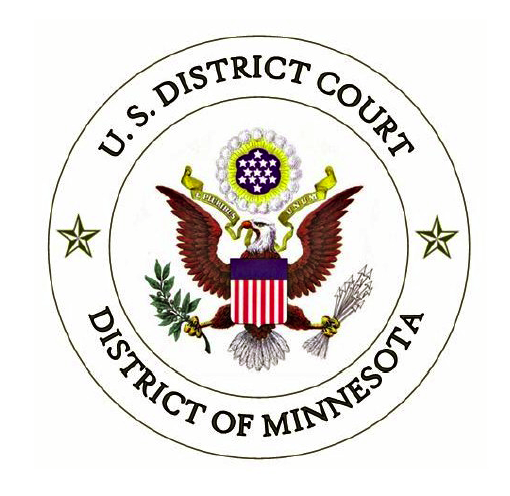 U. S. DISTRICT COURT
E PLURIBUS UNUM
DISTRICT OF MINNESOTA